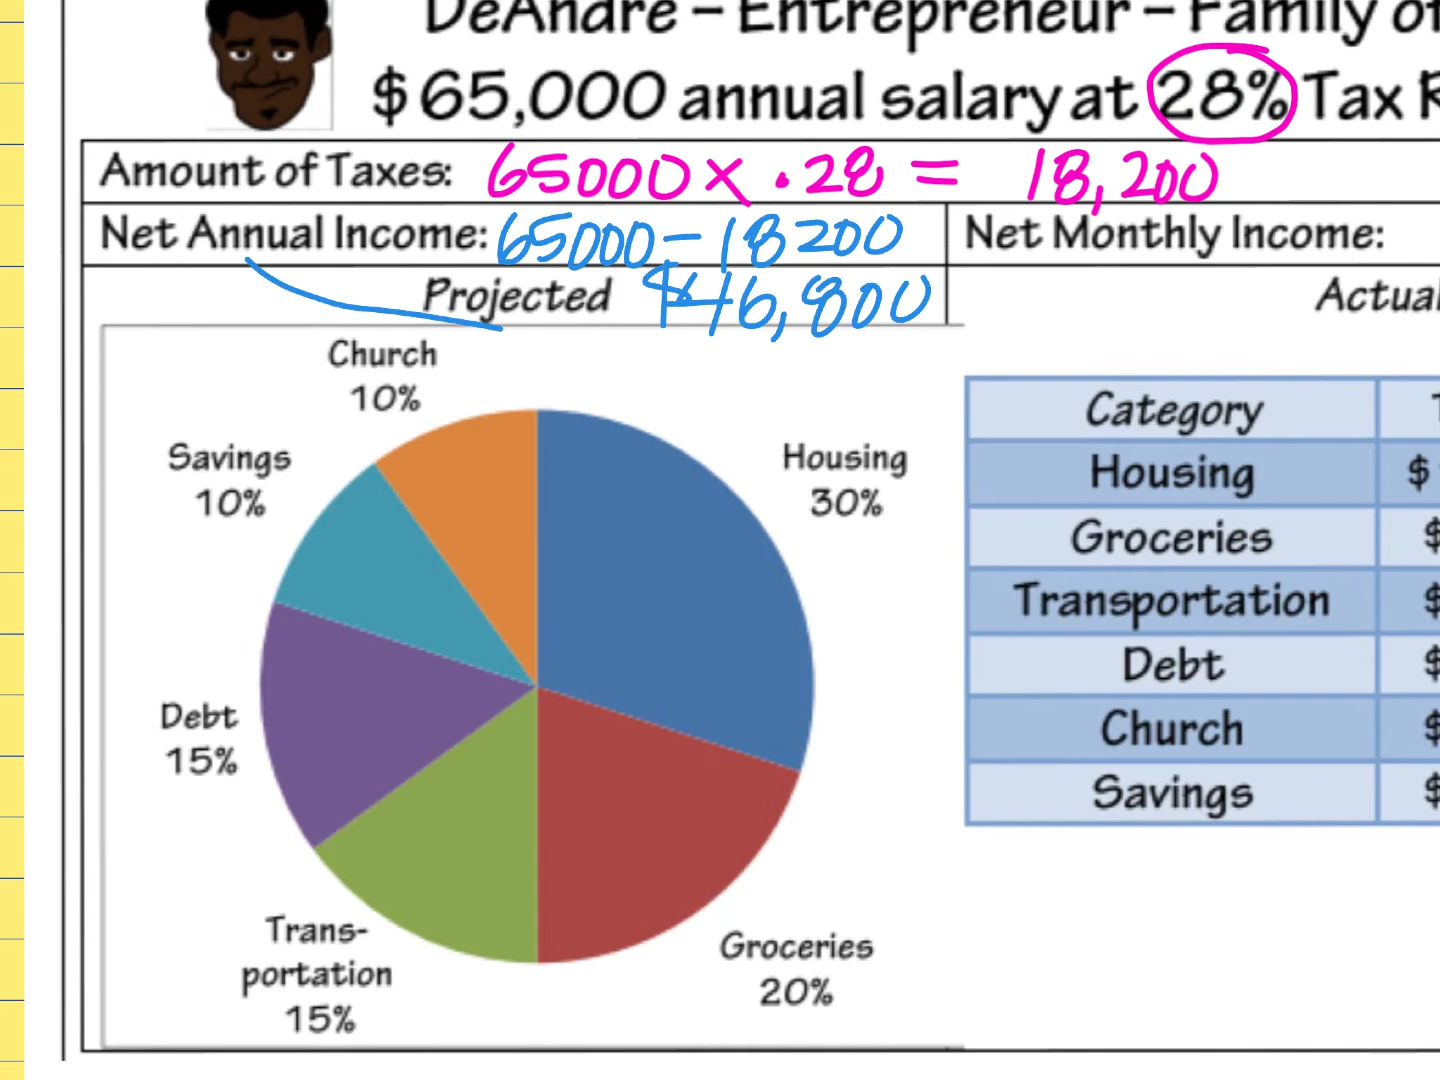 DeAndre – Entrepreneur – Family of
$65,000 annual salary at 28% Tax R
Amount of Taxes: 65000 x .28 = 18,200
Net Annual Income: 65000 - 18200
Net Monthly Income:
Projected $46,800
Actual
Church
10%
Savings
10%
Housing
30%
Debt
15%
Trans-
portation
15%
Groceries
20%
Category
Housing $
Groceries $
Transportation $
Debt $
Church $
Savings $